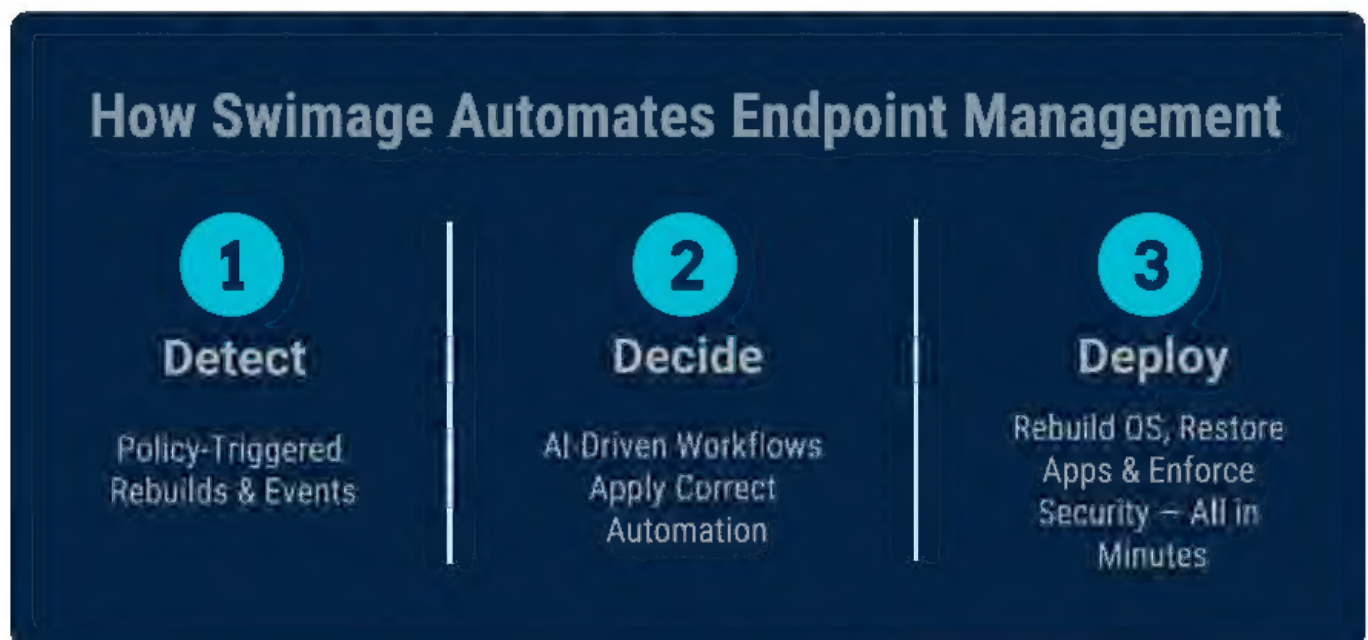 How Swimage Automates Endpoint Management
1
Detect
Policy-Triggered
Rebuilds & Events
2
Decide
AI-Driven Workflows
Apply Correct
Automation
3
Deploy
Rebuild OS, Restore
Apps & Enforce
Security – All in
Minutes